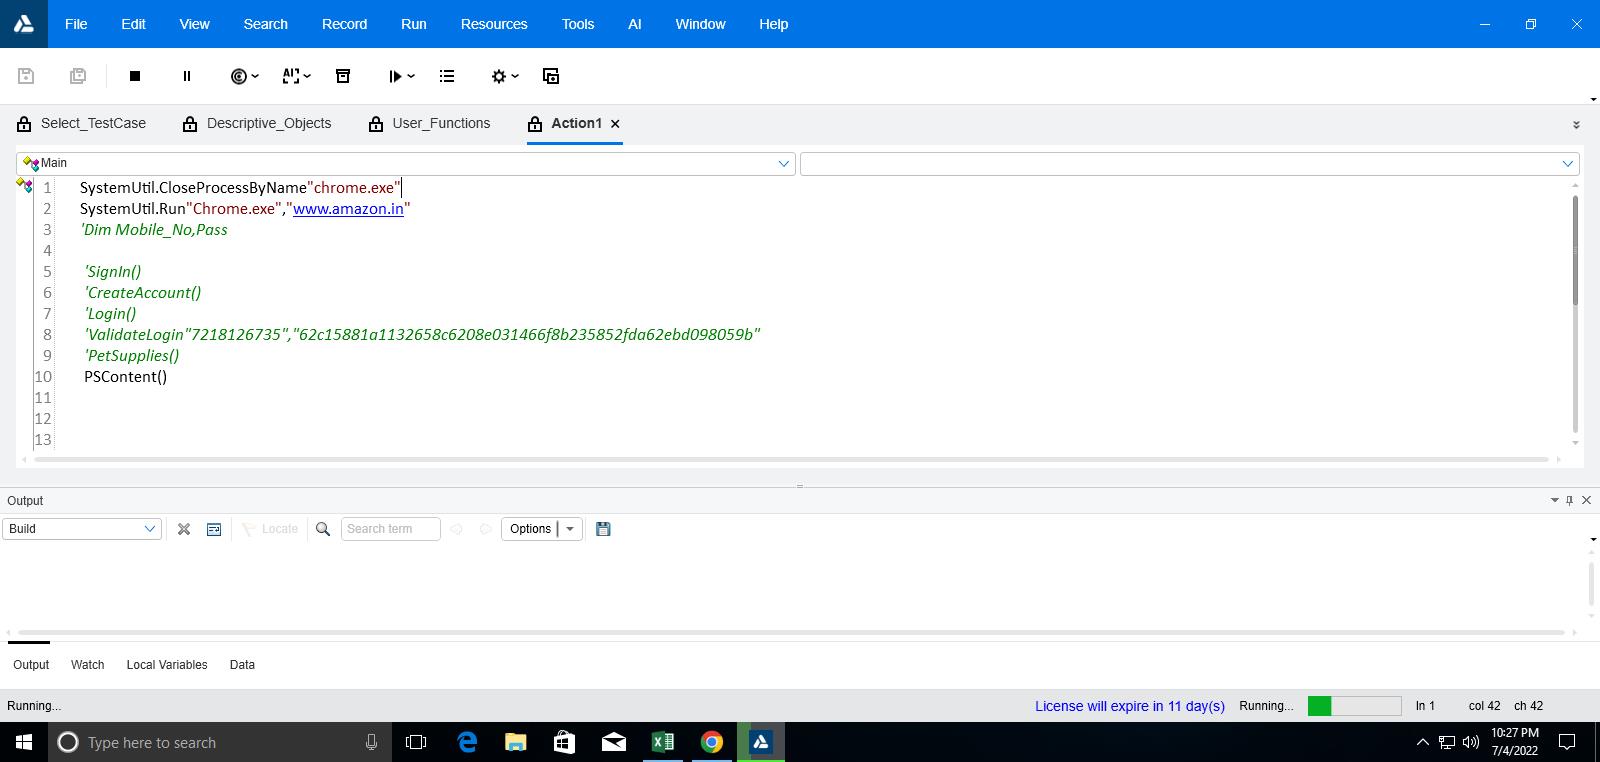 File Edit View Search Record Run Resources Tools AI Window Help
Select_TestCase Descriptive_Objects User_Functions Action1
Main
1 SystemUtil.CloseProcessByName"chrome.exe"
2 SystemUtil.Run"Chrome.exe","www.amazon.in"
3 'Dim Mobile_No,Pass
4
5 'SignIn()
6 'CreateAccount()
7 'Login()
8 'ValidateLogin"7218126735","62c15881a1132658c6208e031466f8b235852fda62ebd098059b"
9 'PetSupplies()
10 PSContent()
11
12
13
Output
Build Locate Search term Options
Output Watch Local Variables Data
Running... License will expire in 11 day(s) Running... ln 1 col 42 ch 42
Type here to search
10:27 PM
7/4/2022